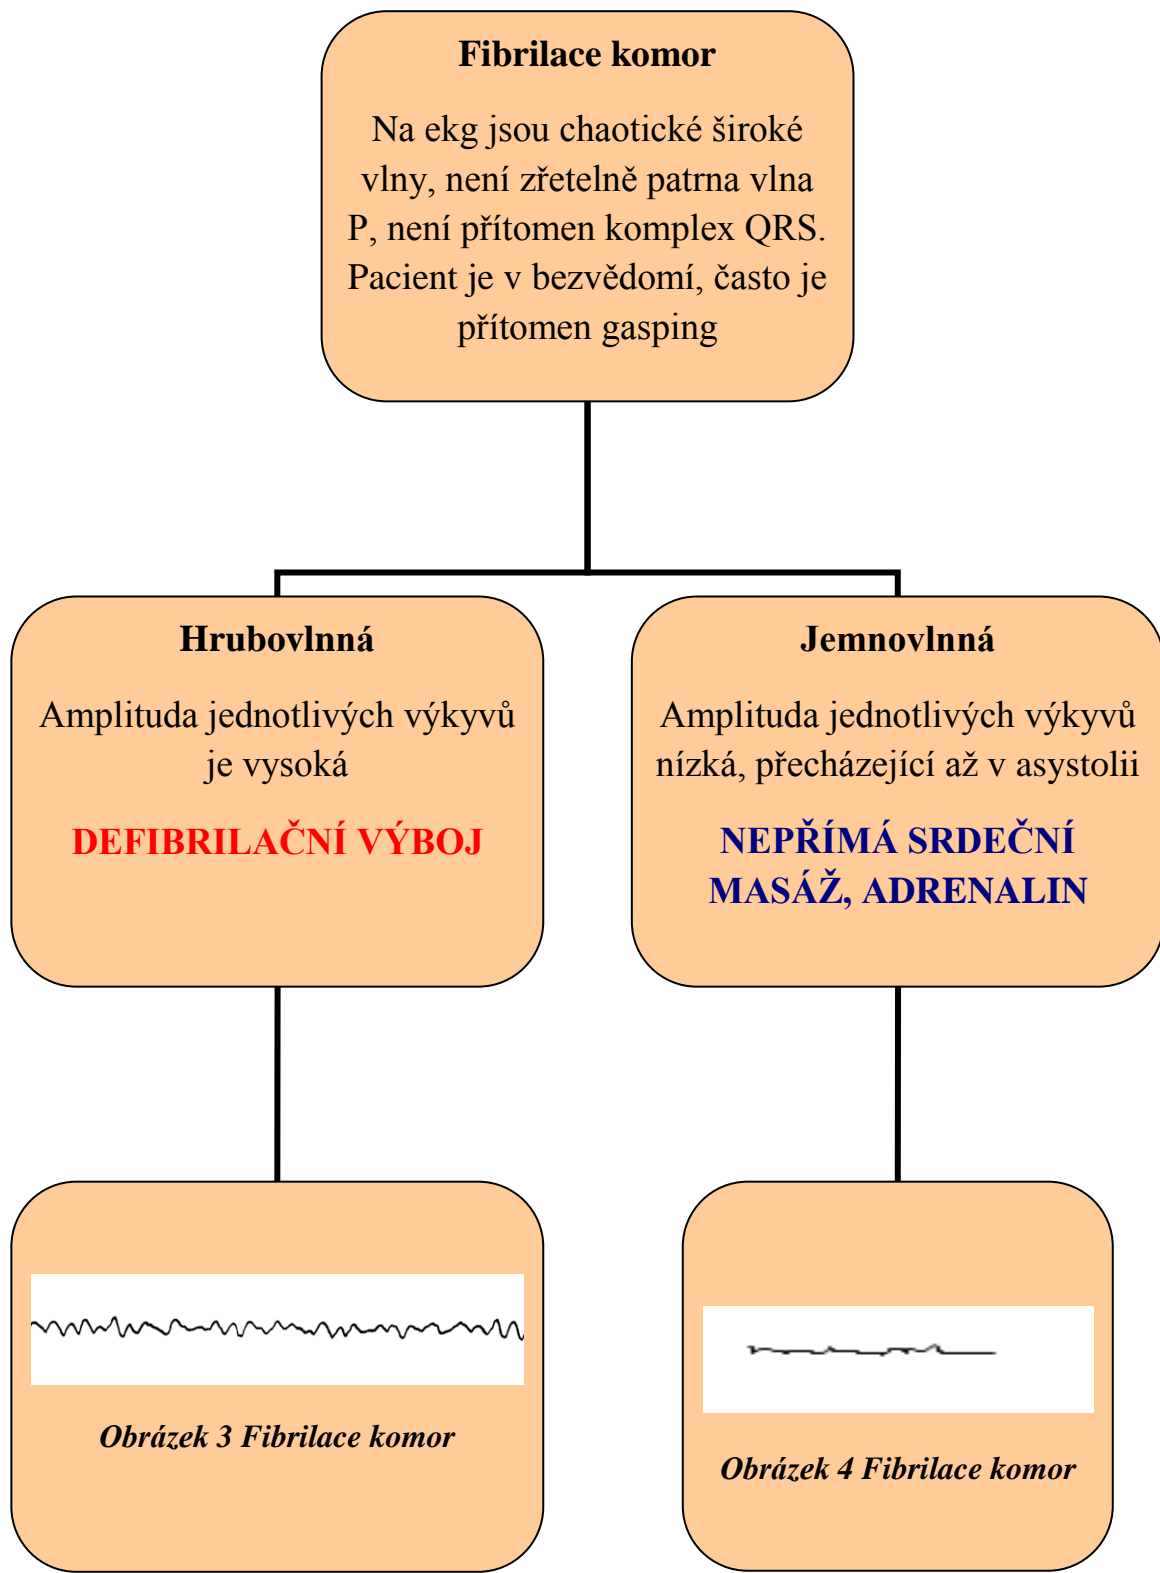 Fibrilace komor
Na ekg jsou chaotické široké
vlny, není zřetelně patrna vlna
P, není přítomen komplex QRS.
Pacient je v bezvědomí, často je
přítomen gasping
Hrubovlnná
Amplituda jednotlivých výkyvů
je vysoká
DEFIBRILAČNÍ VÝBOJ
Jemnovlnná
Amplituda jednotlivých výkyvů
nízká, přecházející až v asystolii
NEPŘÍMÁ SRDEČNÍ
MASÁŽ, ADRENALIN
Obrázek 3 Fibrilace komor
Obrázek 4 Fibrilace komor